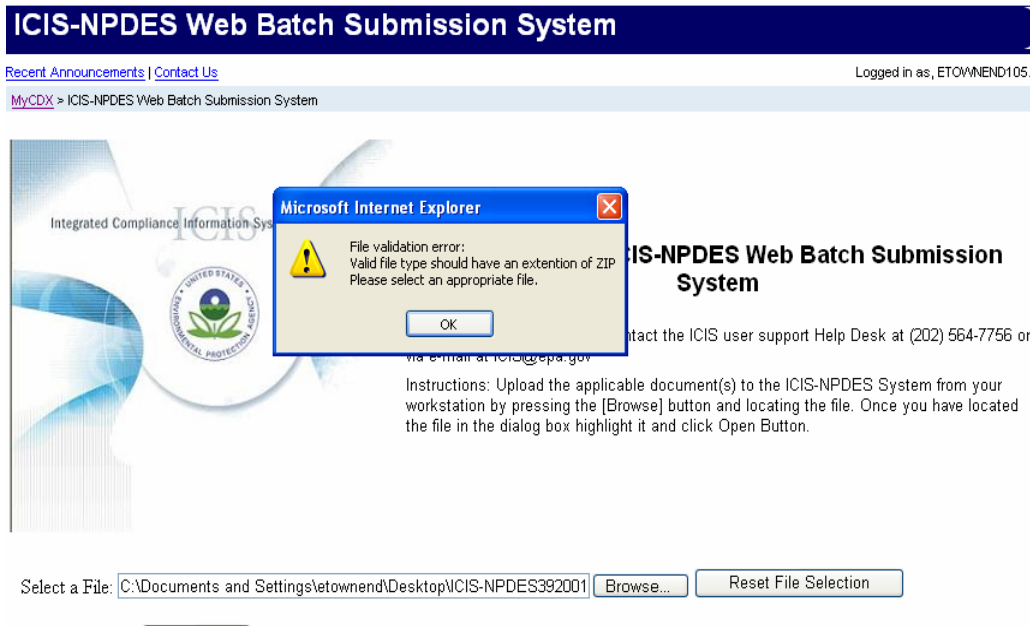 ICIS-NPDES Web Batch Submission System
Recent Announcements | Contact Us
Logged in as, ETOWNEND105.
MyCDX > ICIS-NPDES Web Batch Submission System
Integrated Compliance Information Sys
ICIS
UNITED STATES
ENVIRONMENTAL PROTECTION AGENCY
Microsoft Internet Explorer
File validation error:
Valid file type should have an extention of ZIP
Please select an appropriate file.
OK
CIS-NPDES Web Batch Submission
System
ntact the ICIS user support Help Desk at (202) 564-7756 or
via e-mail at ICIS@epa.gov
Instructions: Upload the applicable document(s) to the ICIS-NPDES System from your
workstation by pressing the [Browse] button and locating the file. Once you have located
the file in the dialog box highlight it and click Open Button.
Select a File: C:\Documents and Settings\etownend\Desktop\ICIS-NPDES392001 Browse... Reset File Selection